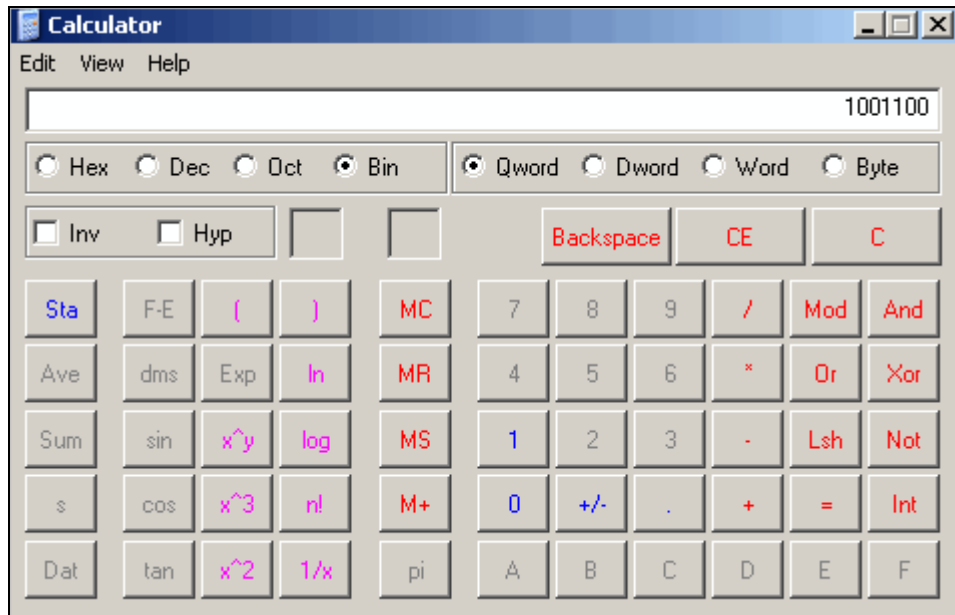 Calculator
Edit View Help
1001100
Hex Dec Oct Bin Qword Dword Word Byte
Inv Hyp Backspace CE C
Sta F-E ( ) MC 7 8 9 / Mod And
Ave dms Exp ln MR 4 5 6 * Or Xor
Sum sin x^y log MS 1 2 3 - Lsh Not
s cos x^3 n! M+ 0 +/- . + = Int
Dat tan x^2 1/x pi A B C D E F